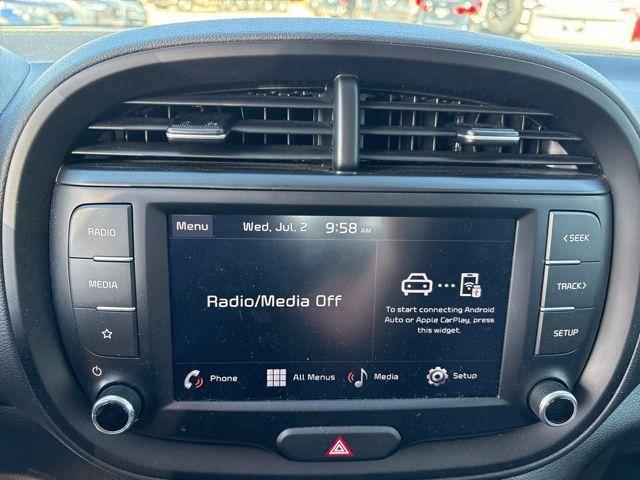 RADIO
MEDIA
Menu
Wed, Jul. 2
9:58 AM
Radio/Media Off
To start connecting Android
Auto or Apple CarPlay, press
this widget.
Phone
All Menus
Media
Setup
< SEEK
TRACK >
SETUP